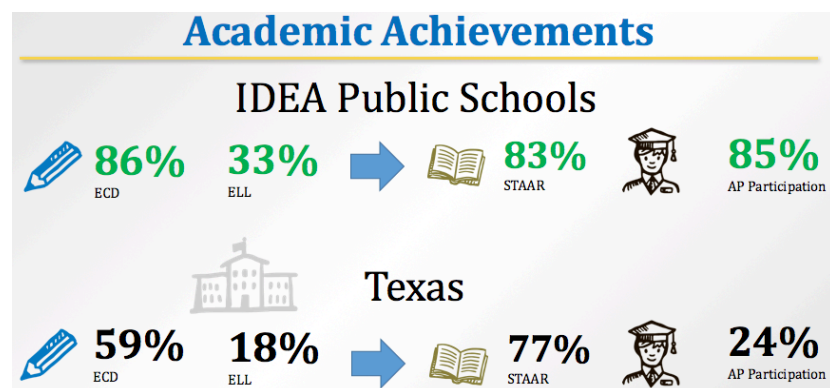 Academic Achievements
IDEA Public Schools
86% 33% 83% 85%
ECD ELL STAAR AP Participation
Texas
59% 18% 77% 24%
ECD ELL STAAR AP Participation